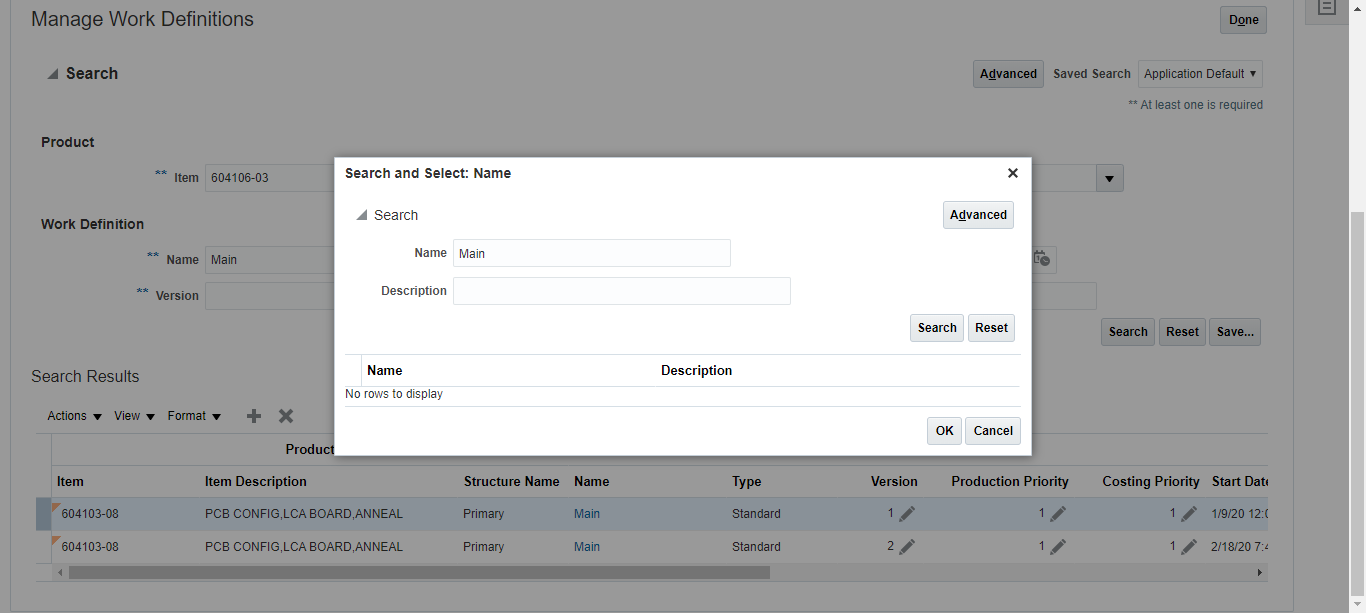 Manage Work Definitions
Done
Search
Advanced Saved Search Application Default
** At least one is required
Product
** Item 604106-03
Work Definition
** Name Main
** Version
Search Reset Save...
Search and Select: Name
Search
Advanced
Name Main
Description
Search Reset
Name Description
No rows to display
OK Cancel
Search Results
Actions View Format
Product
Item Item Description Structure Name Name Type Version Production Priority Costing Priority Start Date
604103-08 PCB CONFIG,LCA BOARD,ANNEAL Primary Main Standard 1 1 1 1/9/20 12:0
604103-08 PCB CONFIG,LCA BOARD,ANNEAL Primary Main Standard 2 1 1 2/18/20 7:4